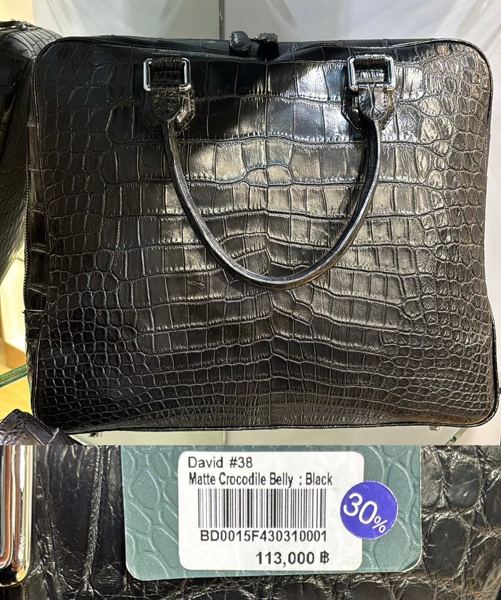 David #38
Matte Crocodile Belly : Black
30%
BD0015F430310001
113,000 ฿